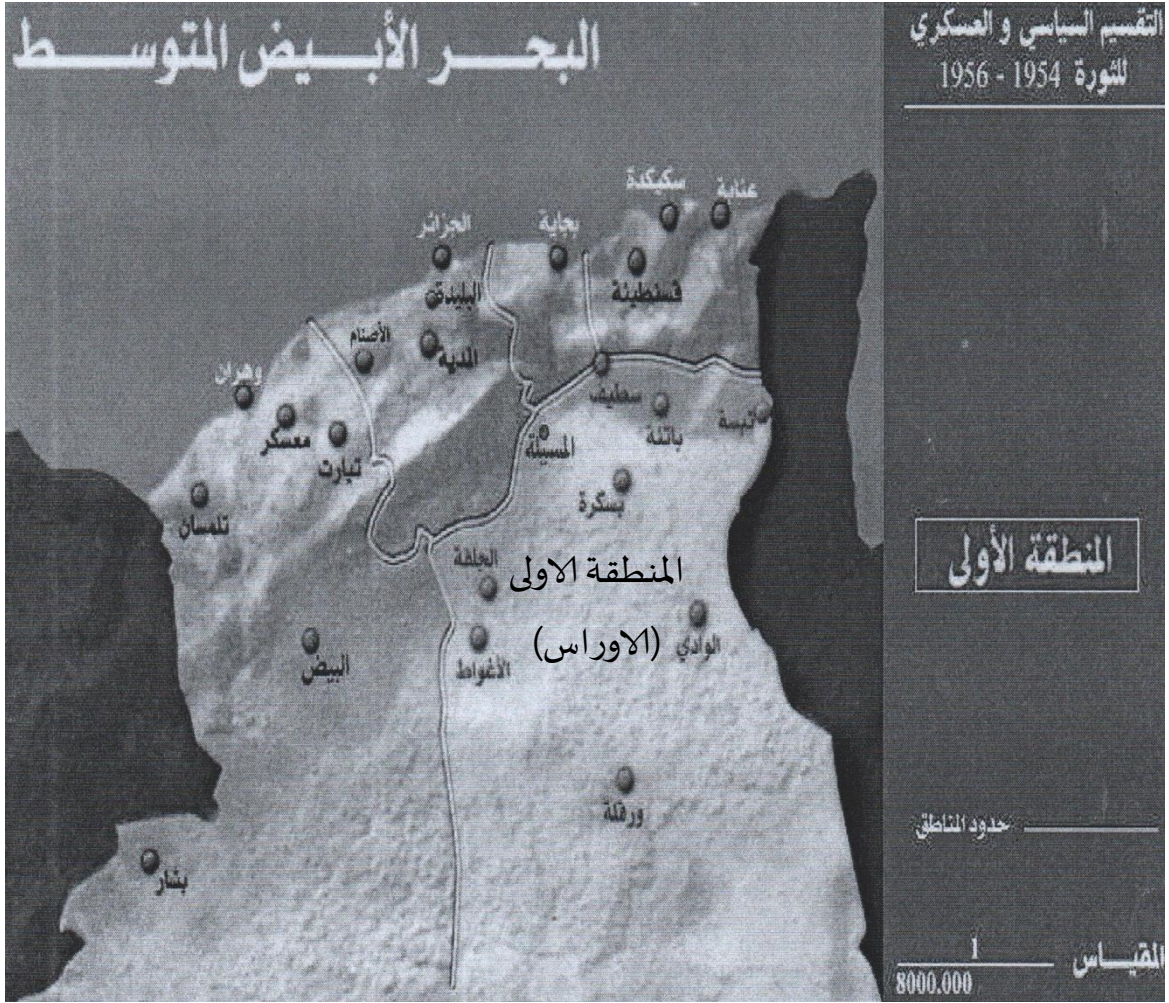 البحر الأبيض المتوسط
التقسيم السياسي و العسكري
للثورة 1954 - 1956
عنابة
سكيكدة
بجاية
الجزائر
قسنطينة
البليدة
المدية
الأصنام
وهران
معسكر
تيارت
تلمسان
سطيف
باتنة
تبسة
المسيلة
بسكرة
الجلفة
المنطقة الاولى
(الاوراس)
الأغواط
الوادي
البيض
ورقلة
بشار
المنطقة الأولى
حدود المناطق
المقياس
1
8000.000